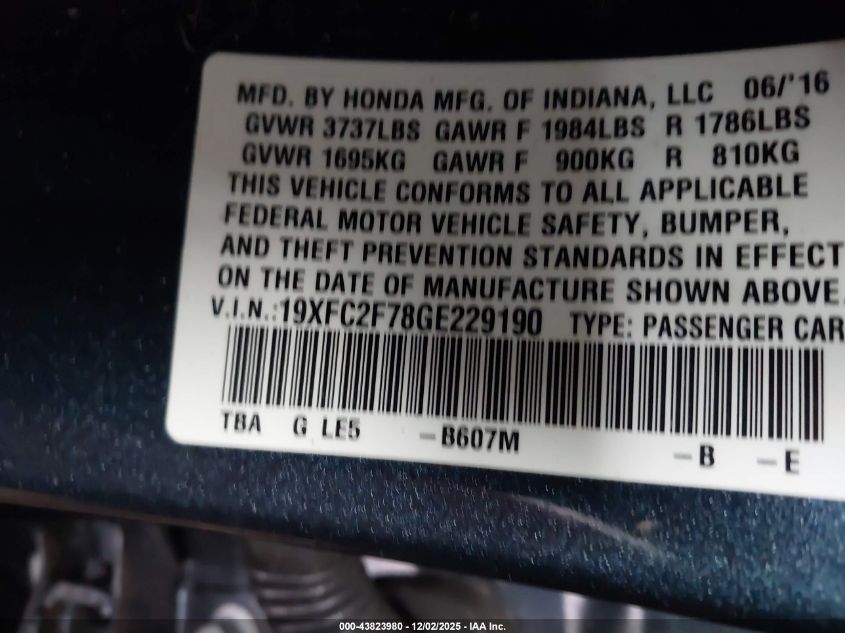 MFD. BY HONDA MFG. OF INDIANA, LLC 06/'16
GVWR 3737LBS GAWR F 1984LBS R 1786LBS
GVWR 1695KG GAWR F 900KG R 810KG
THIS VEHICLE CONFORMS TO ALL APPLICABLE
FEDERAL MOTOR VEHICLE SAFETY, BUMPER,
AND THEFT PREVENTION STANDARDS IN EFFECT
ON THE DATE OF MANUFACTURE SHOWN ABOVE.
V.I.N.:19XFC2F78GE229190 TYPE: PASSENGER CAR
TBA G LE5 -B607M -B -E
000-43823980 - 12/02/2025 - IAA Inc.